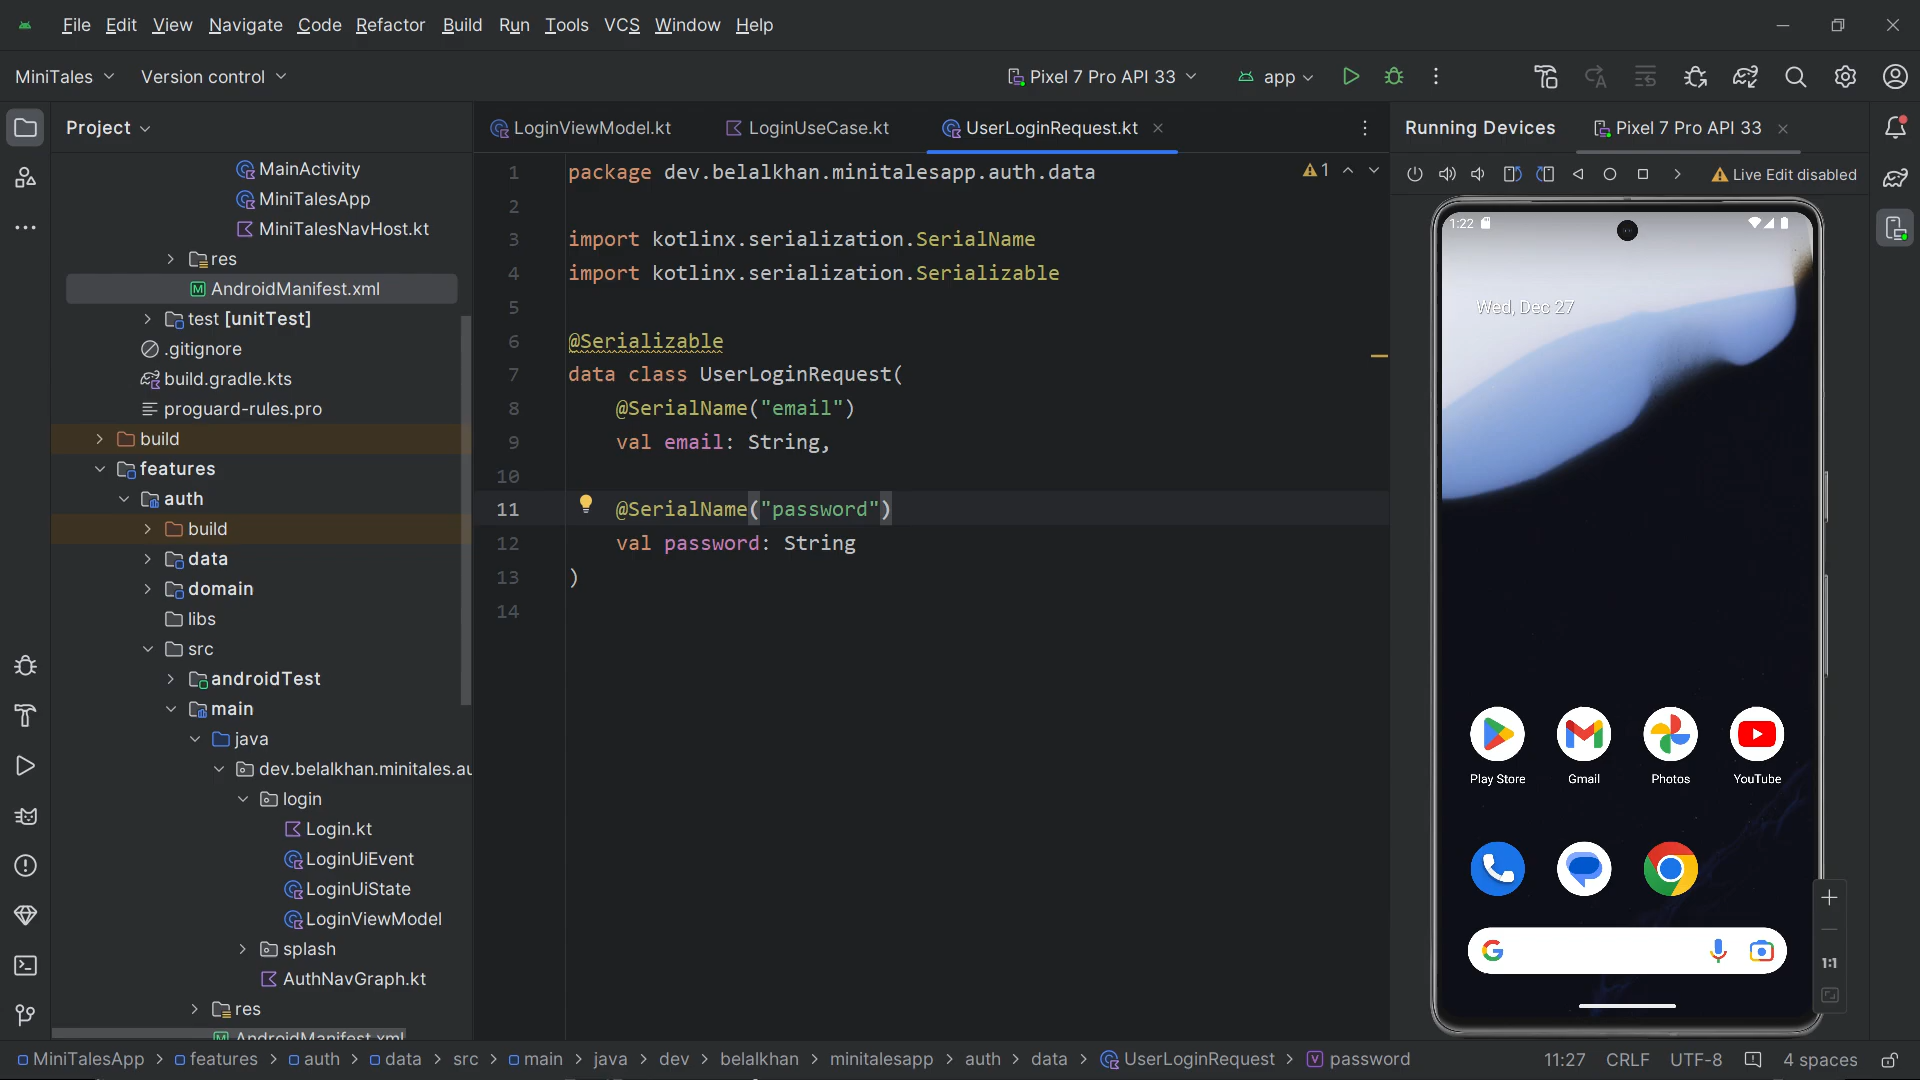 File Edit View Navigate Code Refactor Build Run Tools VCS Window Help
MiniTales Version control Pixel 7 Pro API 33 app
Project
MainActivity
MiniTalesApp
MiniTalesNavHost.kt
res
AndroidManifest.xml
test [unitTest]
.gitignore
build.gradle.kts
proguard-rules.pro
build
features
auth
build
data
domain
libs
src
androidTest
main
java
dev.belalkhan.minitales.au
login
Login.kt
LoginUiEvent
LoginUiState
LoginViewModel
splash
AuthNavGraph.kt
res
AndroidManifest.xml
LoginViewModel.kt LoginUseCase.kt UserLoginRequest.kt
1 package dev.belalkhan.minitalesapp.auth.data
2
3 import kotlinx.serialization.SerialName
4 import kotlinx.serialization.Serializable
5
6 @Serializable
7 data class UserLoginRequest(
8 @SerialName("email")
9 val email: String,
10
11 @SerialName("password")
12 val password: String
13 )
14
1
Running Devices Pixel 7 Pro API 33
Live Edit disabled
1:22
Wed, Dec 27
Play Store Gmail Photos YouTube
1:1
MiniTalesApp features auth data src main java dev belalkhan minitalesapp auth data UserLoginRequest password
11:27 CRLF UTF-8 4 spaces